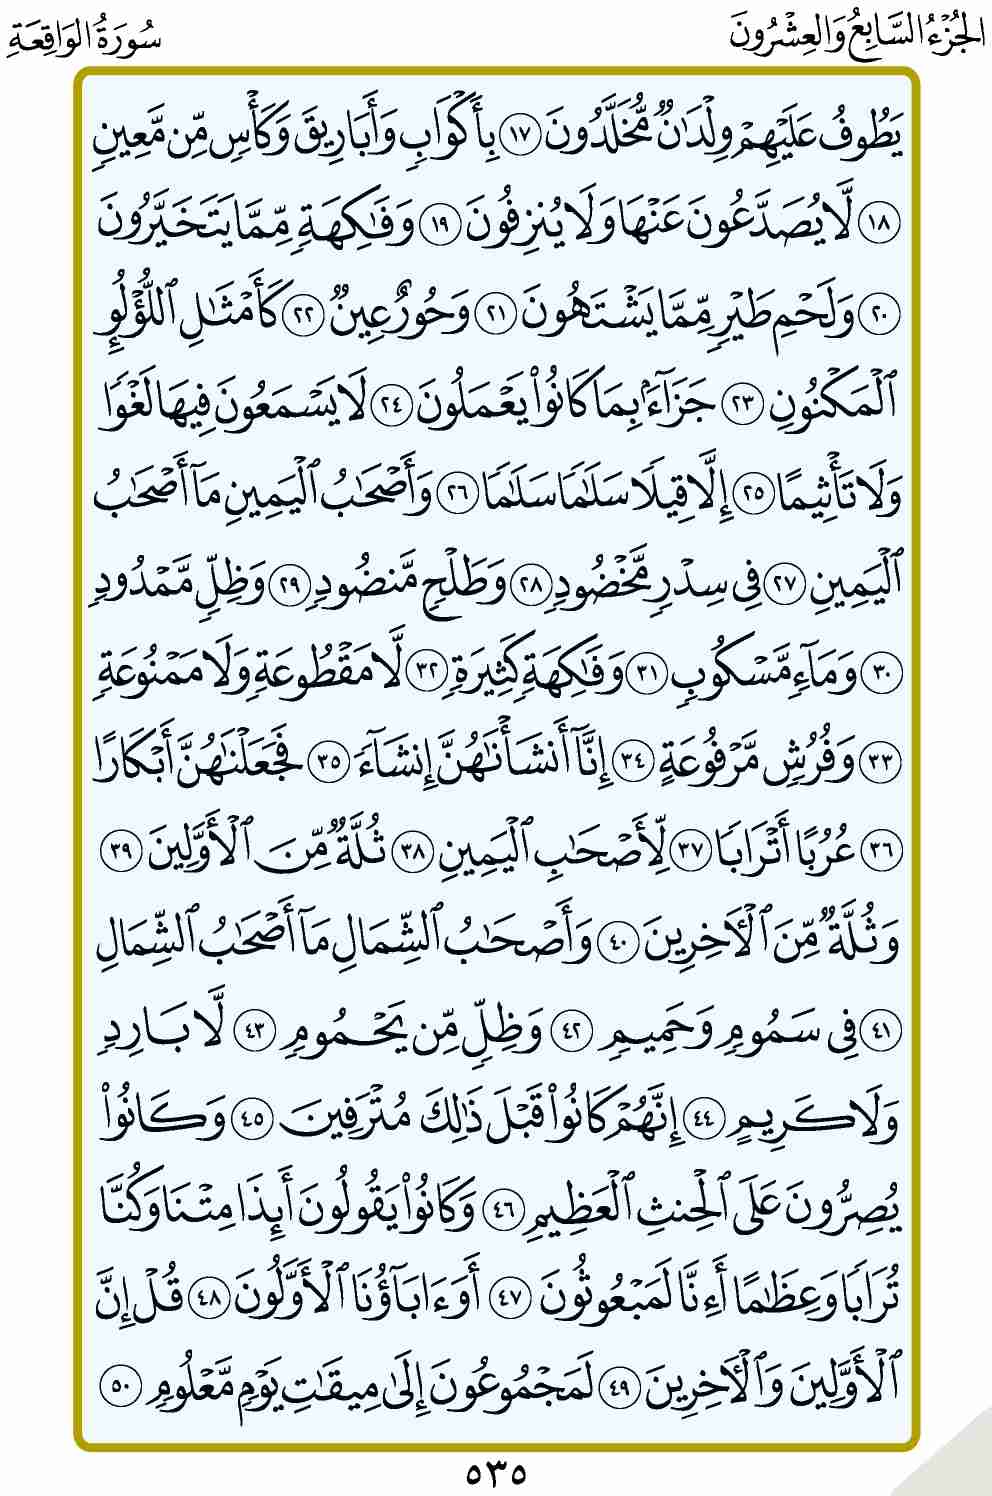 الجُزْءُ السَّابِعُ وَالعِشْرُونَ
سُورَةُ الوَاقِعَةِ
يَطُوفُ عَلَيْهِمْ وِلْدَٰنٌ مُّخَلَّدُونَ ١٧ بِأَكْوَابٍ وَأَبَارِيقَ وَكَأْسٍ مِّن مَّعِينٍ
١٨ لَّا يُصَدَّعُونَ عَنْهَا وَلَا يُنزِفُونَ ١٩ وَفَٰكِهَةٍ مِّمَّا يَتَخَيَّرُونَ
٢٠ وَلَحْمِ طَيْرٍ مِّمَّا يَشْتَهُونَ ٢١ وَحُورٌ عِينٌ ٢٢ كَأَمْثَٰلِ ٱللُّؤْلُؤِ
ٱلْمَكْنُونِ ٢٣ جَزَآءًۢ بِمَا كَانُوا۟ يَعْمَلُونَ ٢٤ لَا يَسْمَعُونَ فِيهَا لَغْوًا
وَلَا تَأْثِيمًا ٢٥ إِلَّا قِيلًا سَلَٰمًا سَلَٰمًا ٢٦ وَأَصْحَٰبُ ٱلْيَمِينِ مَآ أَصْحَٰبُ
ٱلْيَمِينِ ٢٧ فِى سِدْرٍ مَّخْضُودٍ ٢٨ وَطَلْحٍ مَّنضُودٍ ٢٩ وَظِلٍّ مَّمْدُودٍ
٣٠ وَمَآءٍ مَّسْكُوبٍ ٣١ وَفَٰكِهَةٍ كَثِيرَةٍ ٣٢ لَّا مَقْطُوعَةٍ وَلَا مَمْنُوعَةٍ
٣٣ وَفُرُشٍ مَّرْفُوعَةٍ ٣٤ إِنَّآ أَنشَأْنَٰهُنَّ إِنشَآءً ٣٥ فَجَعَلْنَٰهُنَّ أَبْكَارًا
٣٦ عُرُبًا أَتْرَابًا ٣٧ لِّأَصْحَٰبِ ٱلْيَمِينِ ٣٨ ثُلَّةٌ مِّنَ ٱلْأَوَّلِينَ ٣٩
وَثُلَّةٌ مِّنَ ٱلْـَٔاخِرِينَ ٤٠ وَأَصْحَٰبُ ٱلشِّمَالِ مَآ أَصْحَٰبُ ٱلشِّمَالِ
٤١ فِى سَمُومٍ وَحَمِيمٍ ٤٢ وَظِلٍّ مِّن يَحْمُومٍ ٤٣ لَّا بَارِدٍ
وَلَا كَرِيمٍ ٤٤ إِنَّهُمْ كَانُوا۟ قَبْلَ ذَٰلِكَ مُتْرَفِينَ ٤٥ وَكَانُوا۟
يُصِرُّونَ عَلَى ٱلْحِنثِ ٱلْعَظِيمِ ٤٦ وَكَانُوا۟ يَقُولُونَ أَئِذَا مِتْنَا وَكُنَّا
تُرَابًا وَعِظَٰمًا أَءِنَّا لَمَبْعُوثُونَ ٤٧ أَوَءَابَآؤُنَا ٱلْأَوَّلُونَ ٤٨ قُلْ إِنَّ
ٱلْأَوَّلِينَ وَٱلْـَٔاخِرِينَ ٤٩ لَمَجْمُوعُونَ إِلَىٰ مِيقَٰتِ يَوْمٍ مَّعْلُومٍ ٥٠
٥٣٥